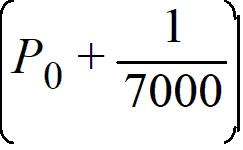 (P₀ + 1/7000)